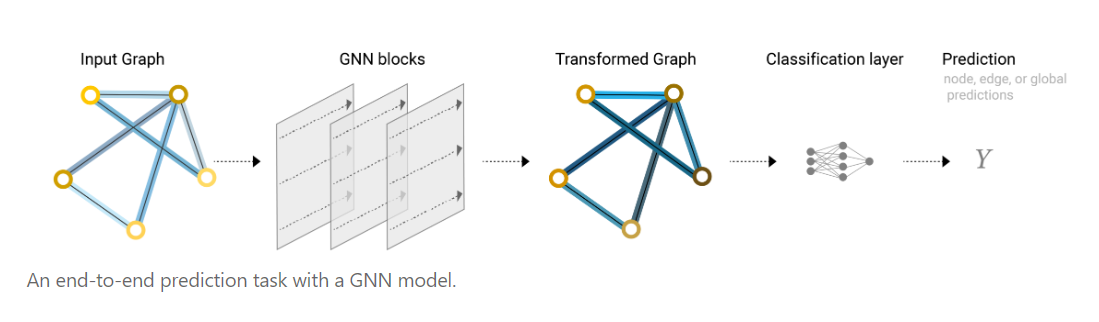 Input Graph
GNN blocks
Transformed Graph
Classification layer
Prediction
node, edge, or global
predictions
Y
An end-to-end prediction task with a GNN model.